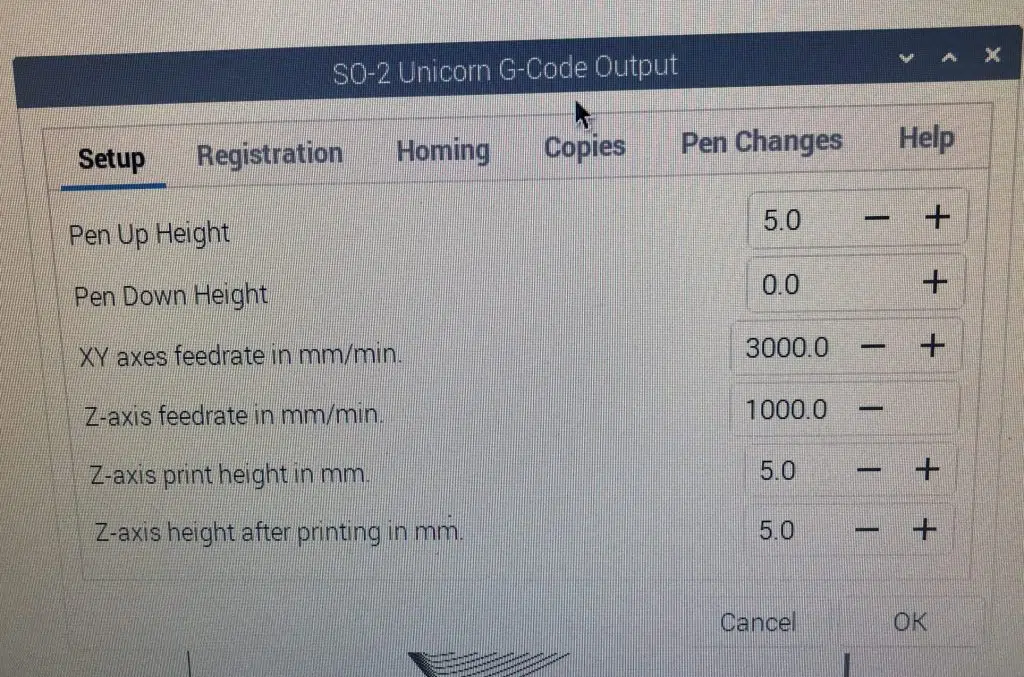 SO-2 Unicorn G-Code Output
Setup Registration Homing Copies Pen Changes Help
Pen Up Height 5.0 − +
Pen Down Height 0.0 +
XY axes feedrate in mm/min. 3000.0 − +
Z-axis feedrate in mm/min. 1000.0 −
Z-axis print height in mm. 5.0 − +
Z-axis height after printing in mm. 5.0 − +
Cancel OK